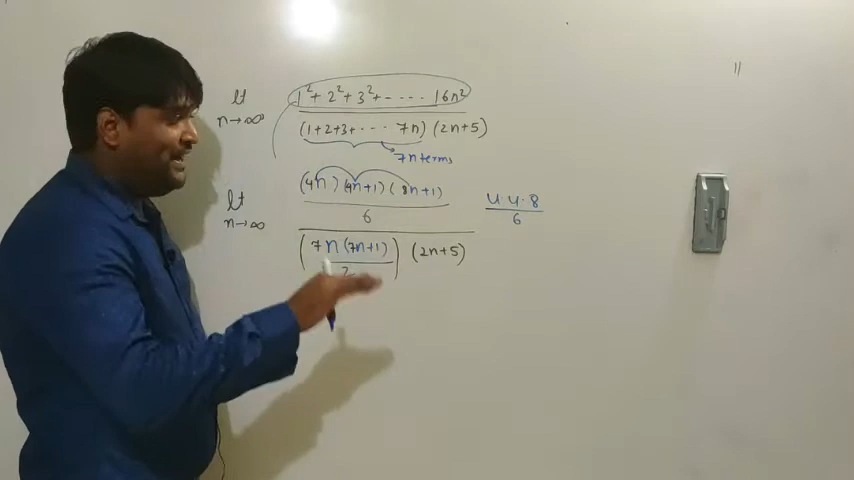 lt n→∞ 1² + 2² + 3² + - - - - 16n²
(1+2+3+ - - - 7n) (2n+5)
7n terms
lt n→∞ (4n) (4n+1) (8n+1)
6
4 4 · 8
6
(7n (7n+1)) (2n+5)
2